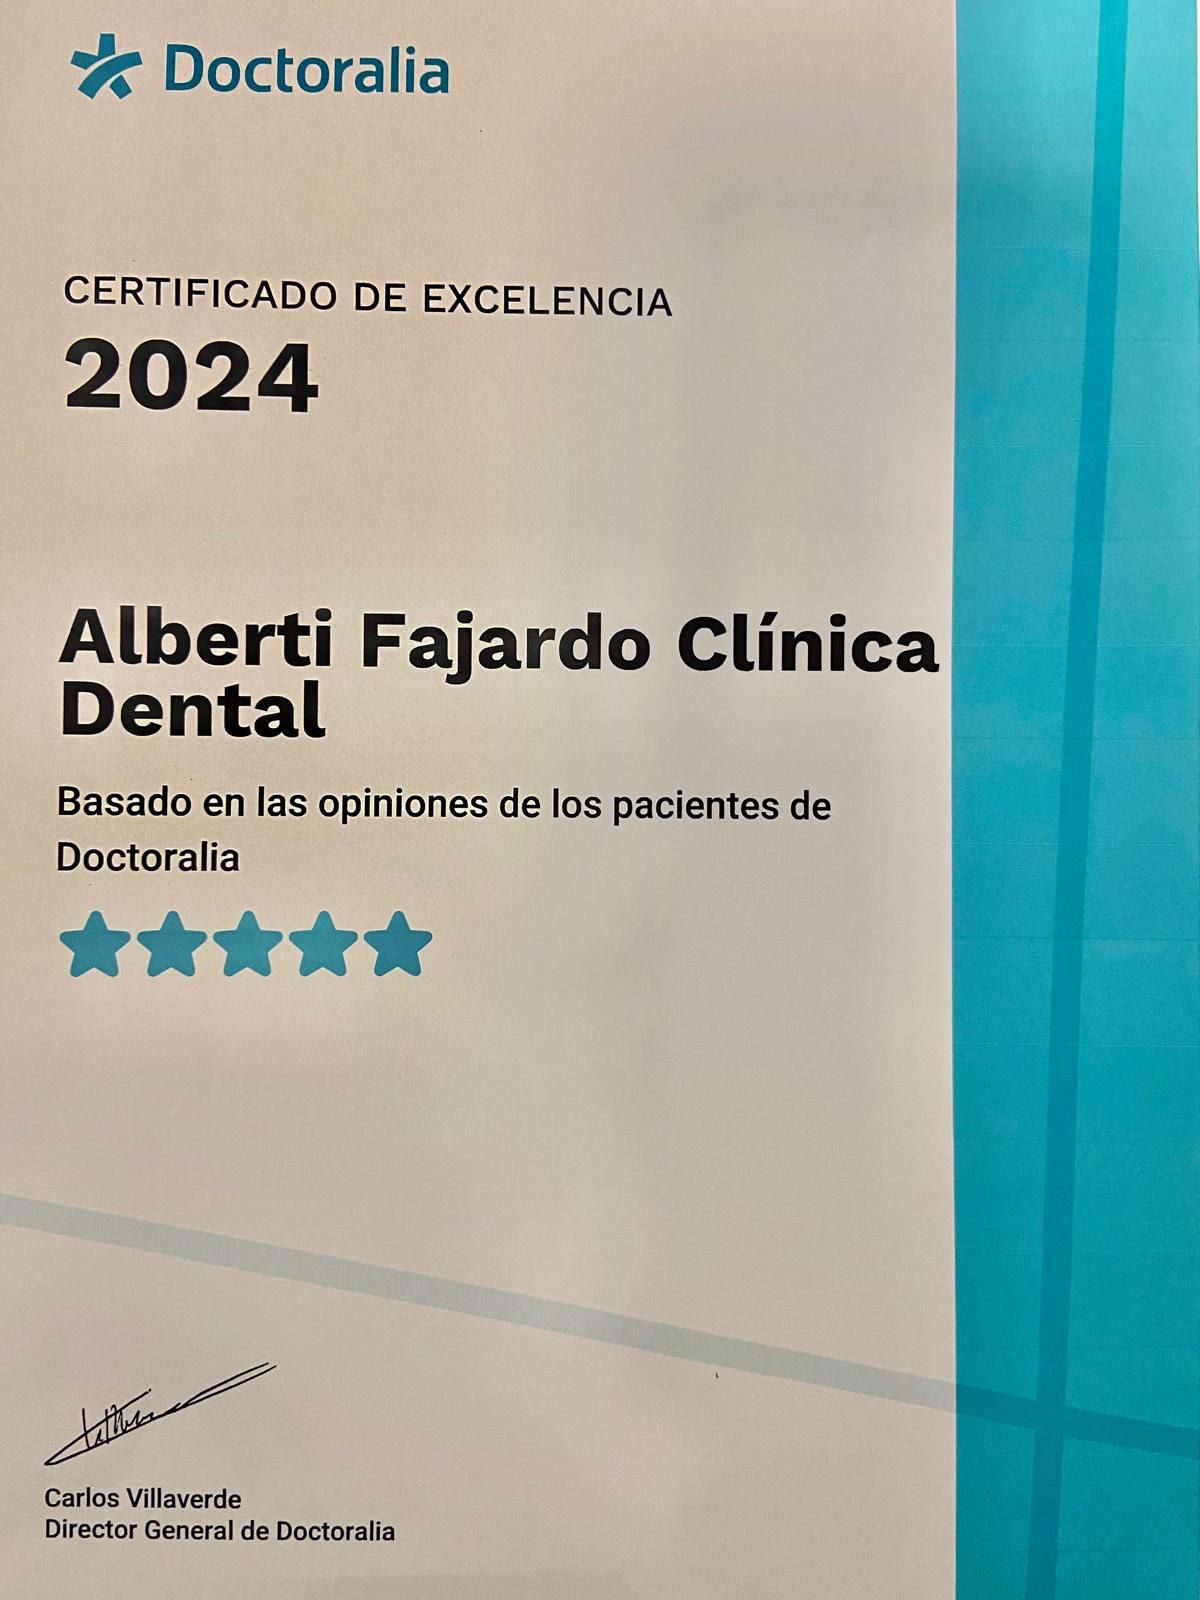 Doctoralia
CERTIFICADO DE EXCELENCIA
2024
Alberti Fajardo Clínica
Dental
Basado en las opiniones de los pacientes de
Doctoralia
Carlos Villaverde
Director General de Doctoralia